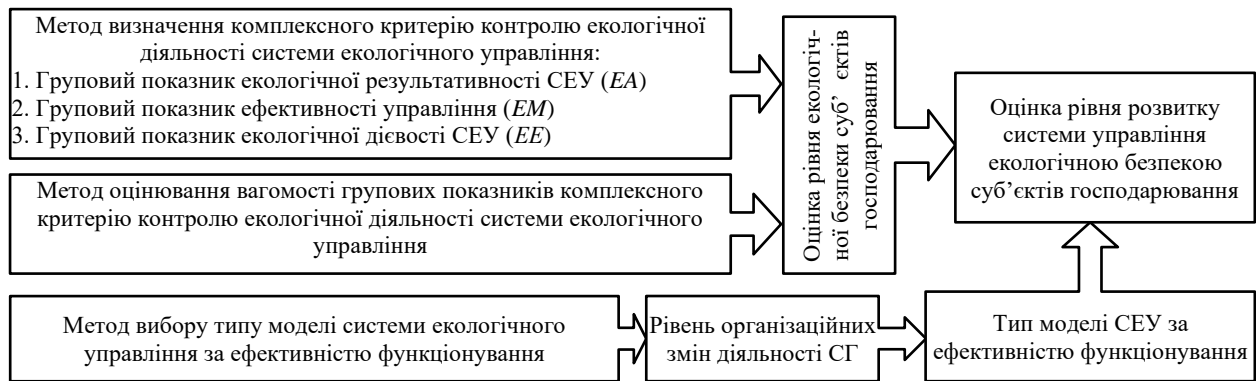 Метод визначення комплексного критерію контролю екологічної
діяльності системи екологічного управління:
1. Груповий показник екологічної результативності СЕУ (EA)
2. Груповий показник ефективності управління (EM)
3. Груповий показник екологічної дієвості СЕУ (EE)
Метод оцінювання вагомості групових показників комплексного
критерію контролю екологічної діяльності системи екологічного
управління
Оцінка рівня екологіч-
ної безпеки суб’ єктів
господарювання
Оцінка рівня розвитку
системи управління
екологічною безпекою
суб’єктів господарювання
Метод вибору типу моделі системи екологічного
управління за ефективністю функціонування
Рівень організаційних
змін діяльності СГ
Тип моделі СЕУ за
ефективністю функціонування